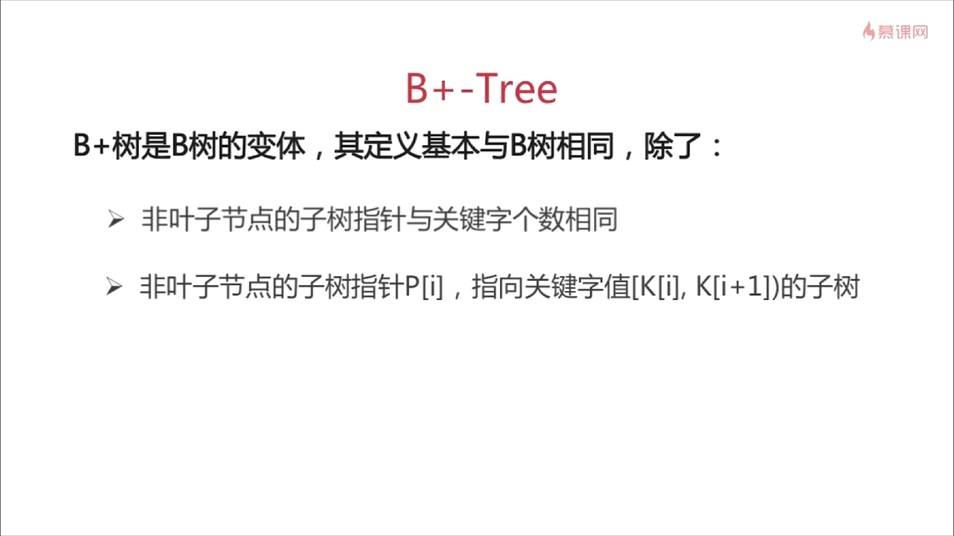 慕课网
B+-Tree
B+树是B树的变体，其定义基本与B树相同，除了：
➢ 非叶子节点的子树指针与关键字个数相同
➢ 非叶子节点的子树指针P[i]，指向关键字值[K[i], K[i+1])的子树